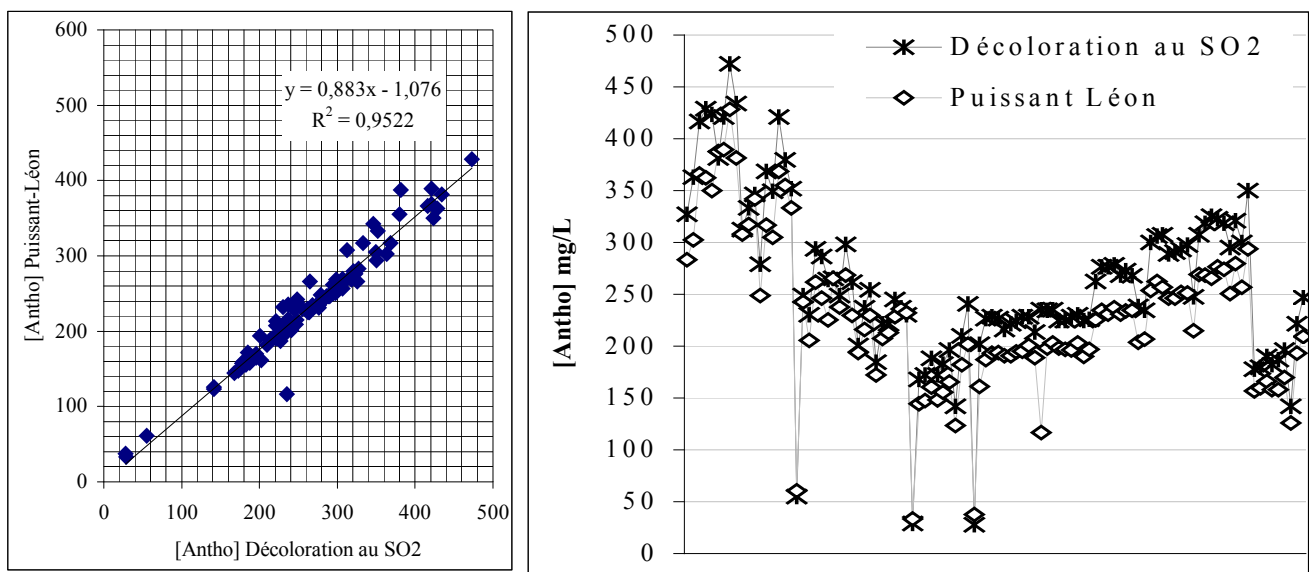 600
500
400
300
200
100
0
[Antho] Puissant-Léon
y = 0,883x - 1,076
R² = 0,9522
0 100 200 300 400 500
[Antho] Décoloration au SO2
500
450
400
350
300
250
200
150
100
50
0
[Antho] mg/L
Décoloration au SO2
Puissant Léon